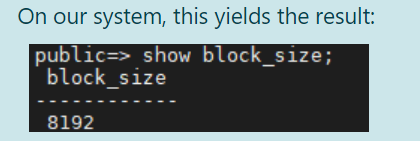 On our system, this yields the result:
public=> show block_size;
block_size
------------
8192